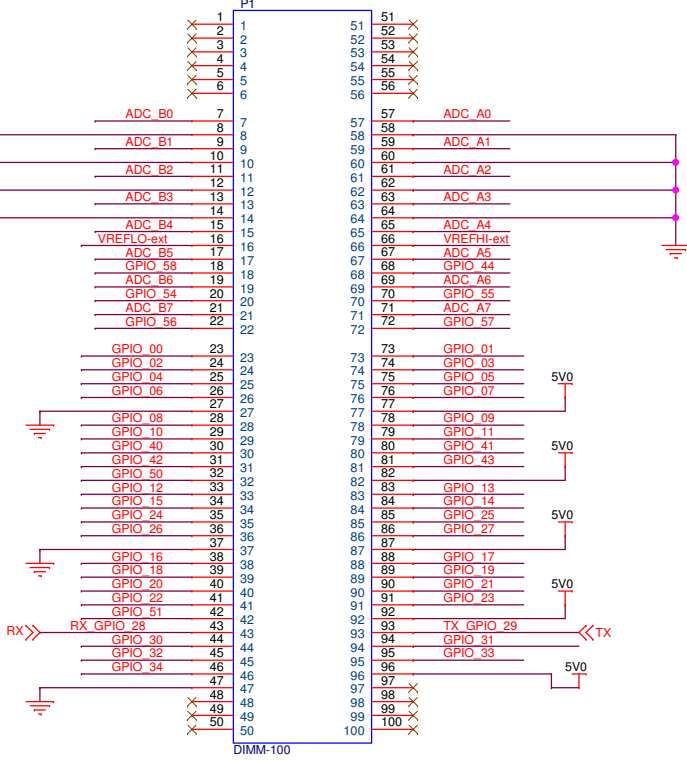 P1
1 1 51 51
2 2 52 52
3 3 53 53
4 4 54 54
5 5 55 55
6 6 56 56
ADC_B0 7 7 57 57 ADC_A0
8 8 58 58
ADC_B1 9 9 59 59 ADC_A1
10 10 60 60
ADC_B2 11 11 61 61 ADC_A2
12 12 62 62
ADC_B3 13 13 63 63 ADC_A3
14 14 64 64
ADC_B4 15 15 65 65 ADC_A4
VREFLO-ext 16 16 66 66 VREFHI-ext
ADC_B5 17 17 67 67 ADC_A5
GPIO_58 18 18 68 68 GPIO_44
ADC_B6 19 19 69 69 ADC_A6
GPIO_54 20 20 70 70 GPIO_55
ADC_B7 21 21 71 71 ADC_A7
GPIO_56 22 22 72 72 GPIO_57
GPIO_00 23 23 73 73 GPIO_01
GPIO_02 24 24 74 74 GPIO_03
GPIO_04 25 25 75 75 GPIO_05 5V0
GPIO_06 26 26 76 76 GPIO_07
27 27 77 77
GPIO_08 28 28 78 78 GPIO_09
GPIO_10 29 29 79 79 GPIO_11
GPIO_40 30 30 80 80 GPIO_41 5V0
GPIO_42 31 31 81 81 GPIO_43
GPIO_50 32 32 82 82
GPIO_12 33 33 83 83 GPIO_13
GPIO_15 34 34 84 84 GPIO_14
GPIO_24 35 35 85 85 GPIO_25 5V0
GPIO_26 36 36 86 86 GPIO_27
37 37 87 87
GPIO_16 38 38 88 88 GPIO_17
GPIO_18 39 39 89 89 GPIO_19
GPIO_20 40 40 90 90 GPIO_21 5V0
GPIO_22 41 41 91 91 GPIO_23
GPIO_51 42 42 92 92
RX RX_GPIO_28 43 43 93 93 TX_GPIO_29 TX
GPIO_30 44 44 94 94 GPIO_31
GPIO_32 45 45 95 95 GPIO_33
GPIO_34 46 46 96 96 5V0
47 47 97 97
48 48 98 98
49 49 99 99
50 50 100 100
DIMM-100